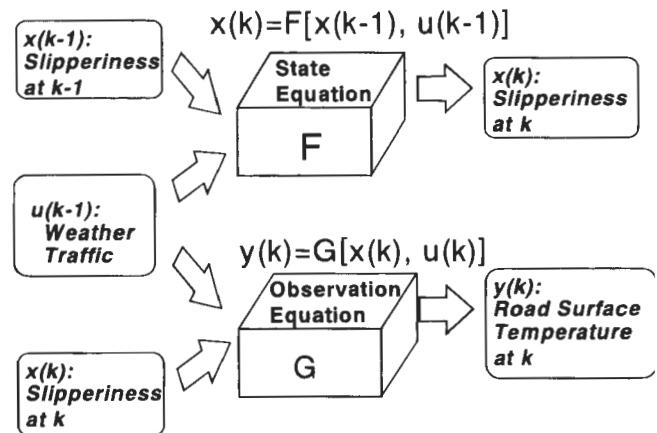 x(k)=F[x(k-1), u(k-1)]
x(k-1):
Slipperiness
at k-1
State
Equation
F
x(k):
Slipperiness
at k
u(k-1):
Weather
Traffic
y(k)=G[x(k), u(k)]
Observation
Equation
G
y(k):
Road Surface
Temperature
at k
x(k):
Slipperiness
at k